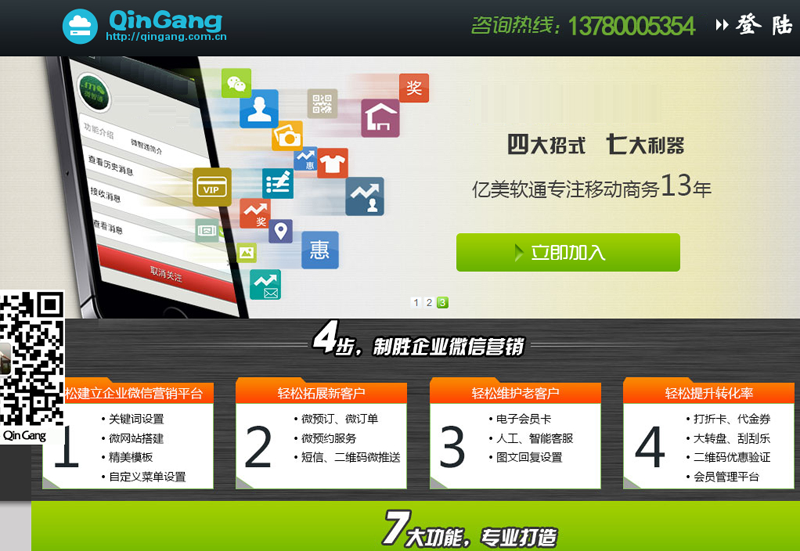 QinGang
http://qingang.com.cn
咨询热线：13780005354
登 陆
微智通
功能介绍
微智通简介
查看历史消息
接收消息
查看消息
取消关注
奖
惠
VIP
奖
惠
四大招式 七大利器
亿美软通专注移动商务13年
立即加入
1 2 3
4步，制胜企业微信营销
Qin Gang
松建立企业微信营销平台
1
• 关键词设置
• 微网站搭建
• 精美模板
• 自定义菜单设置
轻松拓展新客户
2
• 微预订、微订单
• 微预约服务
• 短信、二维码微推送
轻松维护老客户
3
• 电子会员卡
• 人工、智能客服
• 图文回复设置
轻松提升转化率
4
• 打折卡、代金券
• 大转盘、刮刮乐
• 二维码优惠验证
• 会员管理平台
7大功能，专业打造